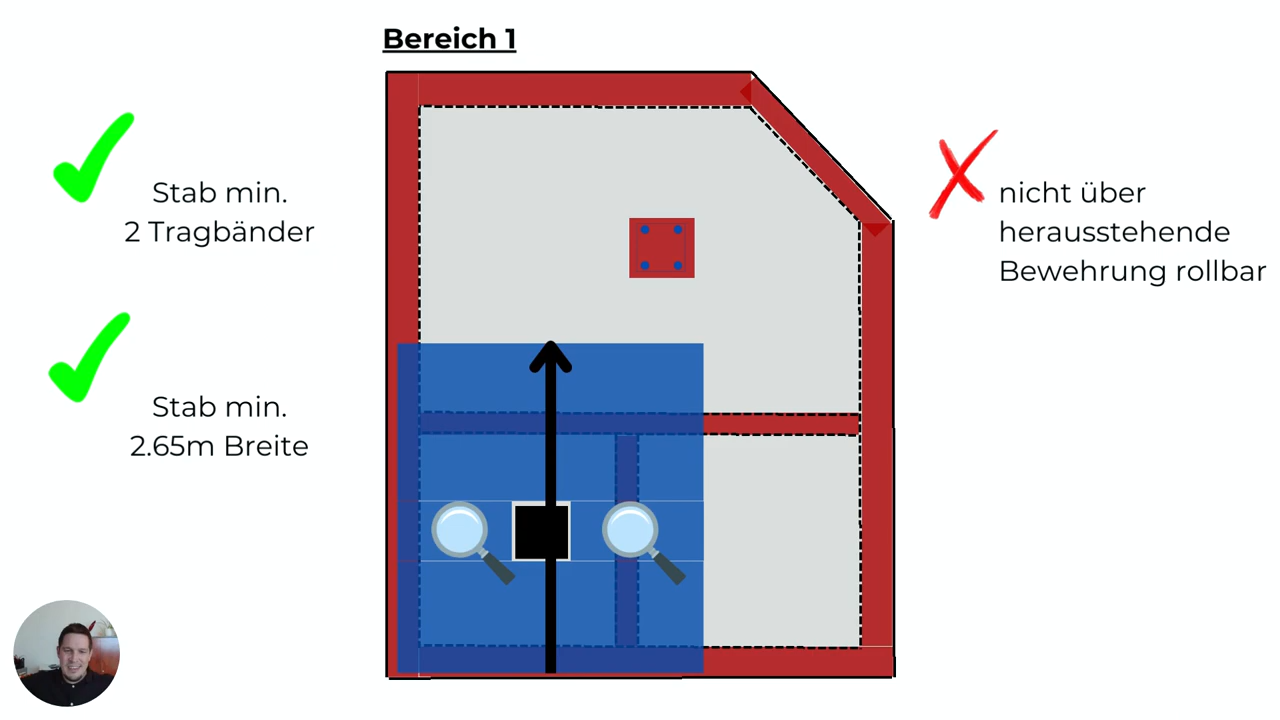 Bereich 1
Stab min.
2 Tragbänder
Stab min.
2.65m Breite
nicht über
herausstehende
Bewehrung rollbar